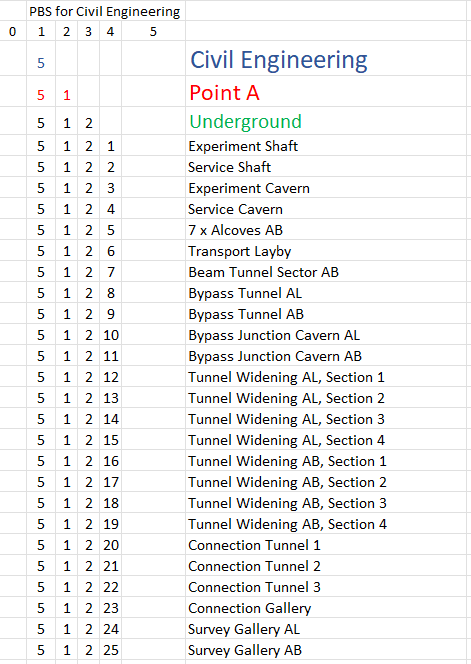 PBS for Civil Engineering
0 1 2 3 4 5
5 Civil Engineering
5 1 Point A
5 1 2 Underground
5 1 2 1 Experiment Shaft
5 1 2 2 Service Shaft
5 1 2 3 Experiment Cavern
5 1 2 4 Service Cavern
5 1 2 5 7 x Alcoves AB
5 1 2 6 Transport Layby
5 1 2 7 Beam Tunnel Sector AB
5 1 2 8 Bypass Tunnel AL
5 1 2 9 Bypass Tunnel AB
5 1 2 10 Bypass Junction Cavern AL
5 1 2 11 Bypass Junction Cavern AB
5 1 2 12 Tunnel Widening AL, Section 1
5 1 2 13 Tunnel Widening AL, Section 2
5 1 2 14 Tunnel Widening AL, Section 3
5 1 2 15 Tunnel Widening AL, Section 4
5 1 2 16 Tunnel Widening AB, Section 1
5 1 2 17 Tunnel Widening AB, Section 2
5 1 2 18 Tunnel Widening AB, Section 3
5 1 2 19 Tunnel Widening AB, Section 4
5 1 2 20 Connection Tunnel 1
5 1 2 21 Connection Tunnel 2
5 1 2 22 Connection Tunnel 3
5 1 2 23 Connection Gallery
5 1 2 24 Survey Gallery AL
5 1 2 25 Survey Gallery AB